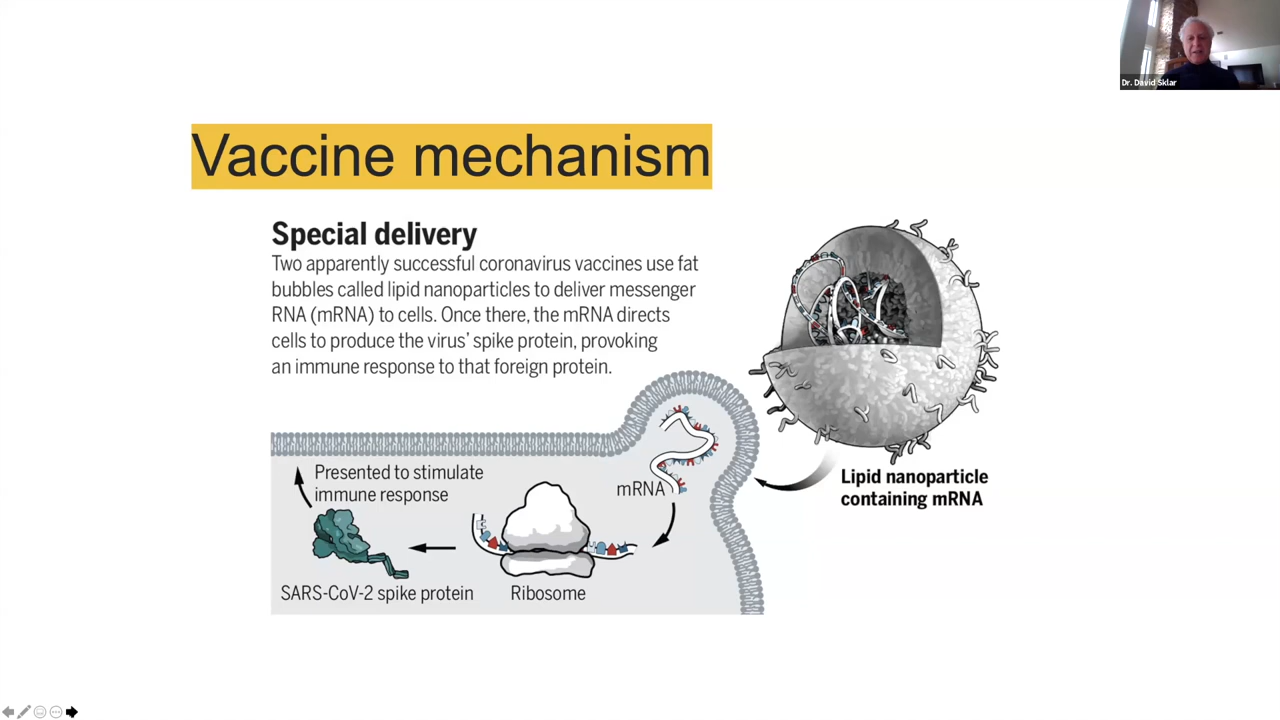 Dr. David Sklar
Vaccine mechanism
Special delivery
Two apparently successful coronavirus vaccines use fat
bubbles called lipid nanoparticles to deliver messenger
RNA (mRNA) to cells. Once there, the mRNA directs
cells to produce the virus’ spike protein, provoking
an immune response to that foreign protein.
Presented to stimulate
immune response
mRNA
Lipid nanoparticle
containing mRNA
SARS-CoV-2 spike protein
Ribosome